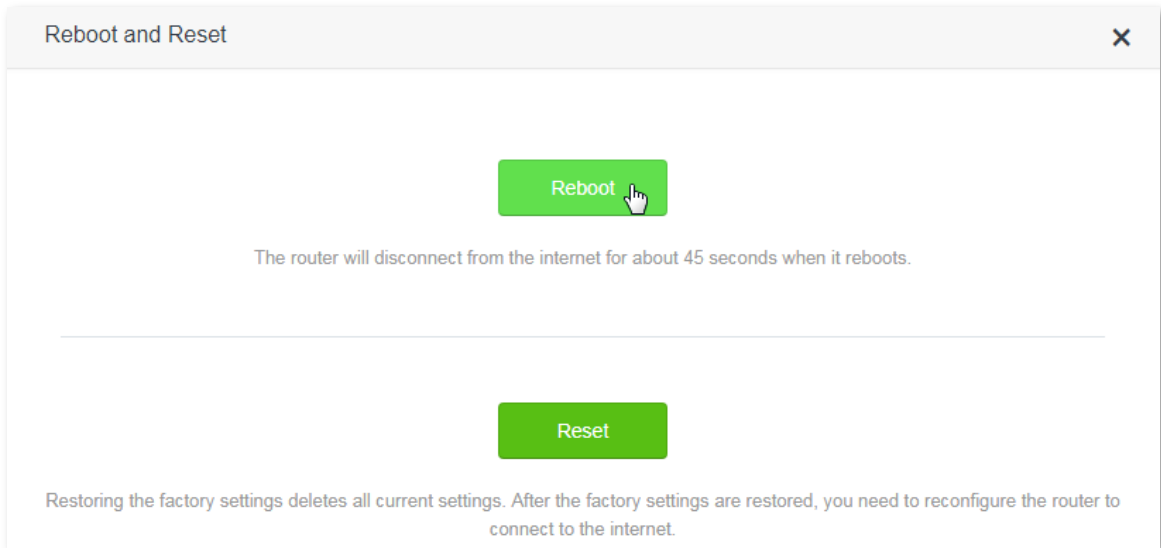 Reboot and Reset
Reboot
The router will disconnect from the internet for about 45 seconds when it reboots.
Reset
Restoring the factory settings deletes all current settings. After the factory settings are restored, you need to reconfigure the router to
connect to the internet.